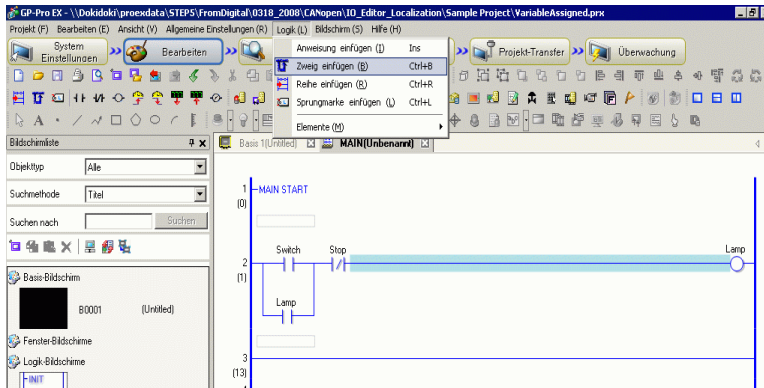 GP-Pro EX - \\Dokidoki\proexdata\STEP5\FromDigital\0318_2008\CANopen\IO_Editor_Localization\Sample Project\VariableAssigned.prx
Projekt (F) Bearbeiten (E) Ansicht (V) Allgemeine Einstellungen (R) Logik (L) Bildschirm (S) Hilfe (H)
System Einstellungen
Bearbeiten
Projekt-Transfer
Überwachung
Anweisung einfügen (I) Ins
Zweig einfügen (B) Ctrl+B
Reihe einfügen (R) Ctrl+R
Sprungmarke einfügen (L) Ctrl+L
Elemente (M)
Bildschirmliste
Basis 1(Untitled)
MAIN(Unbenannt)
Objekttyp Alle
Suchmethode Titel
Suchen nach Suchen
Basis-Bildschirm
B0001 (Untitled)
Fenster-Bildschirme
Logik-Bildschirme
INIT
1 MAIN START
(0)
Switch Stop Lamp
2
(1)
Lamp
3
(13)